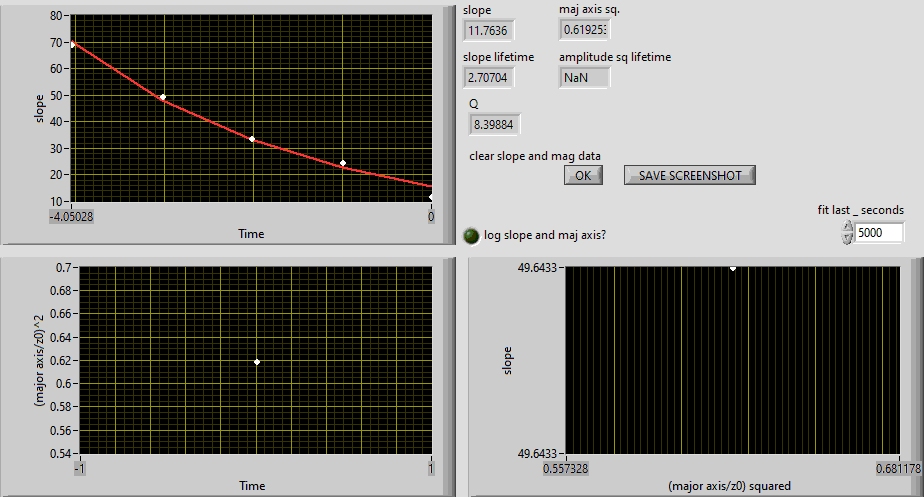 80
70
60
50
40
30
20
10
slope
-4.05028
0
Time
slope
maj axis sq.
11.7636
0.61925
slope lifetime
amplitude sq lifetime
2.70704
NaN
Q
8.39884
clear slope and mag data
OK
SAVE SCREENSHOT
fit last _ seconds
log slope and maj axis?
5000
0.7
0.68
0.66
0.64
0.62
0.6
0.58
0.56
0.54
(major axis/z0)^2
-1
1
Time
49.6433
49.6433
slope
0.557328
0.681178
(major axis/z0) squared